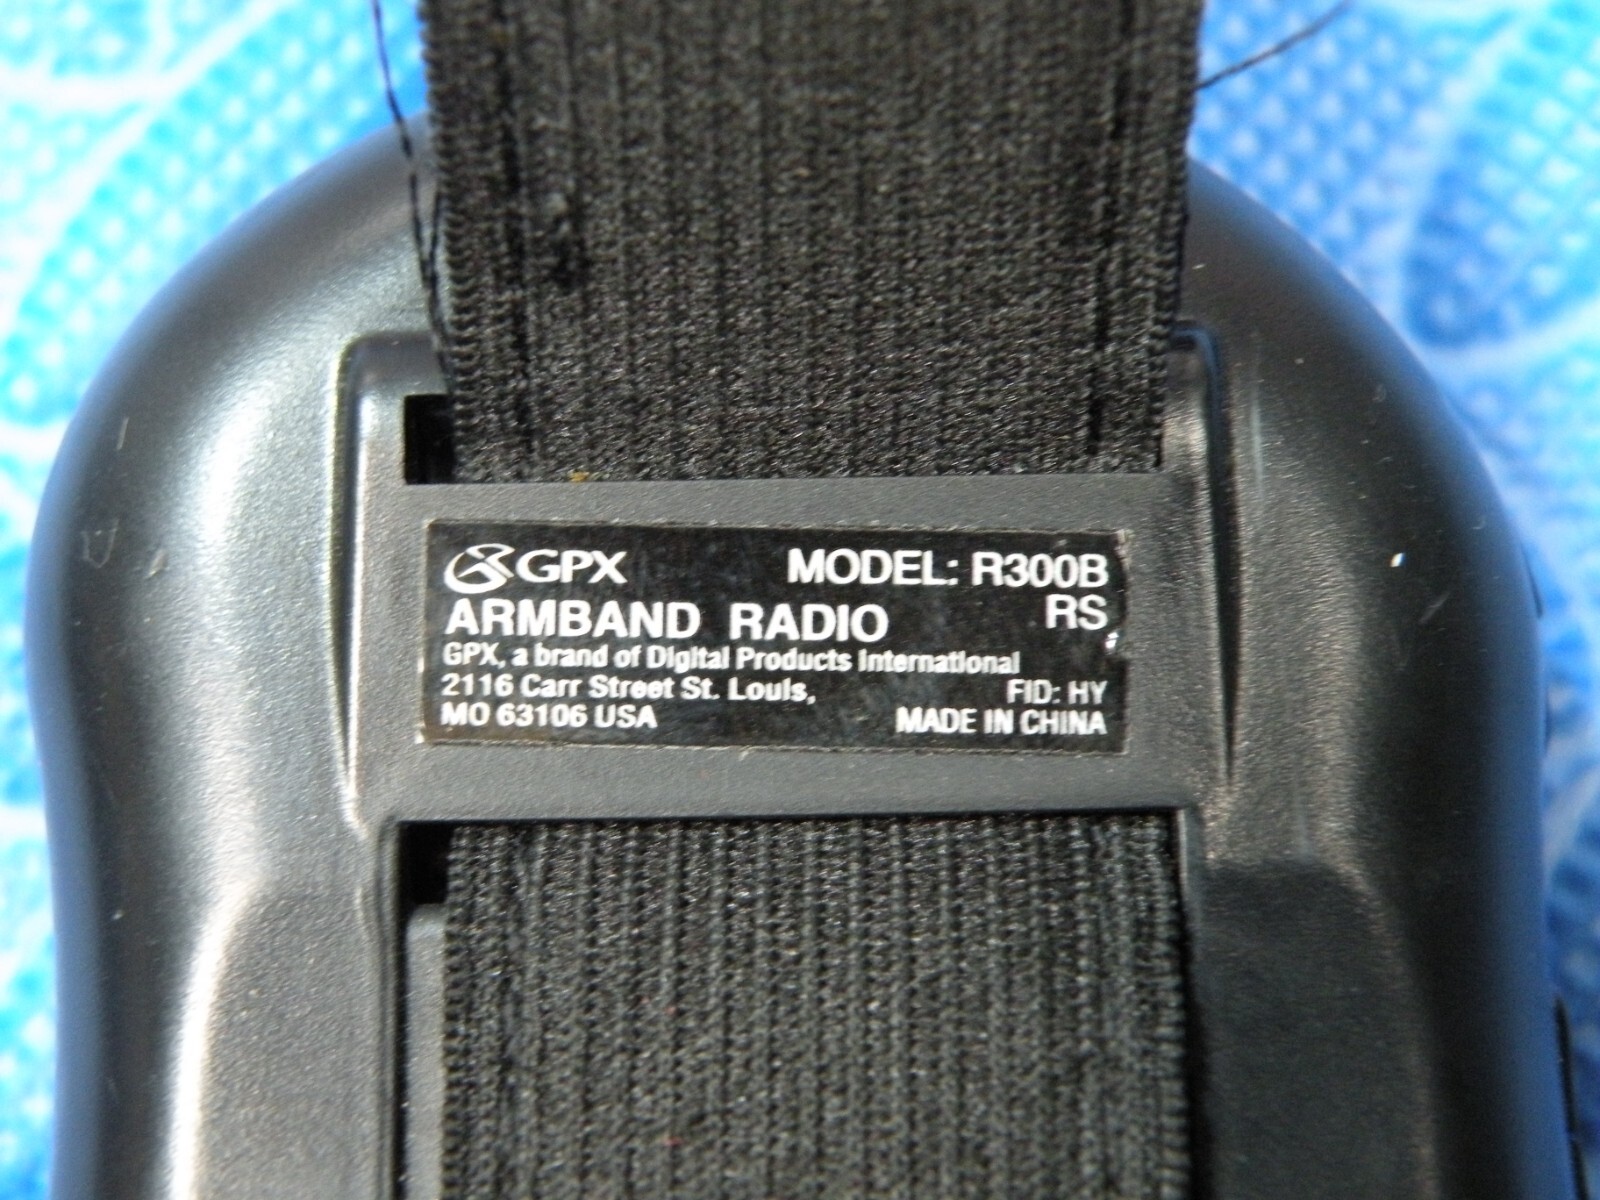 GPX MODEL: R300B
ARMBAND RADIO RS
GPX, a brand of Digital Products International
2116 Carr Street St. Louis, FID: HY
MO 63106 USA MADE IN CHINA